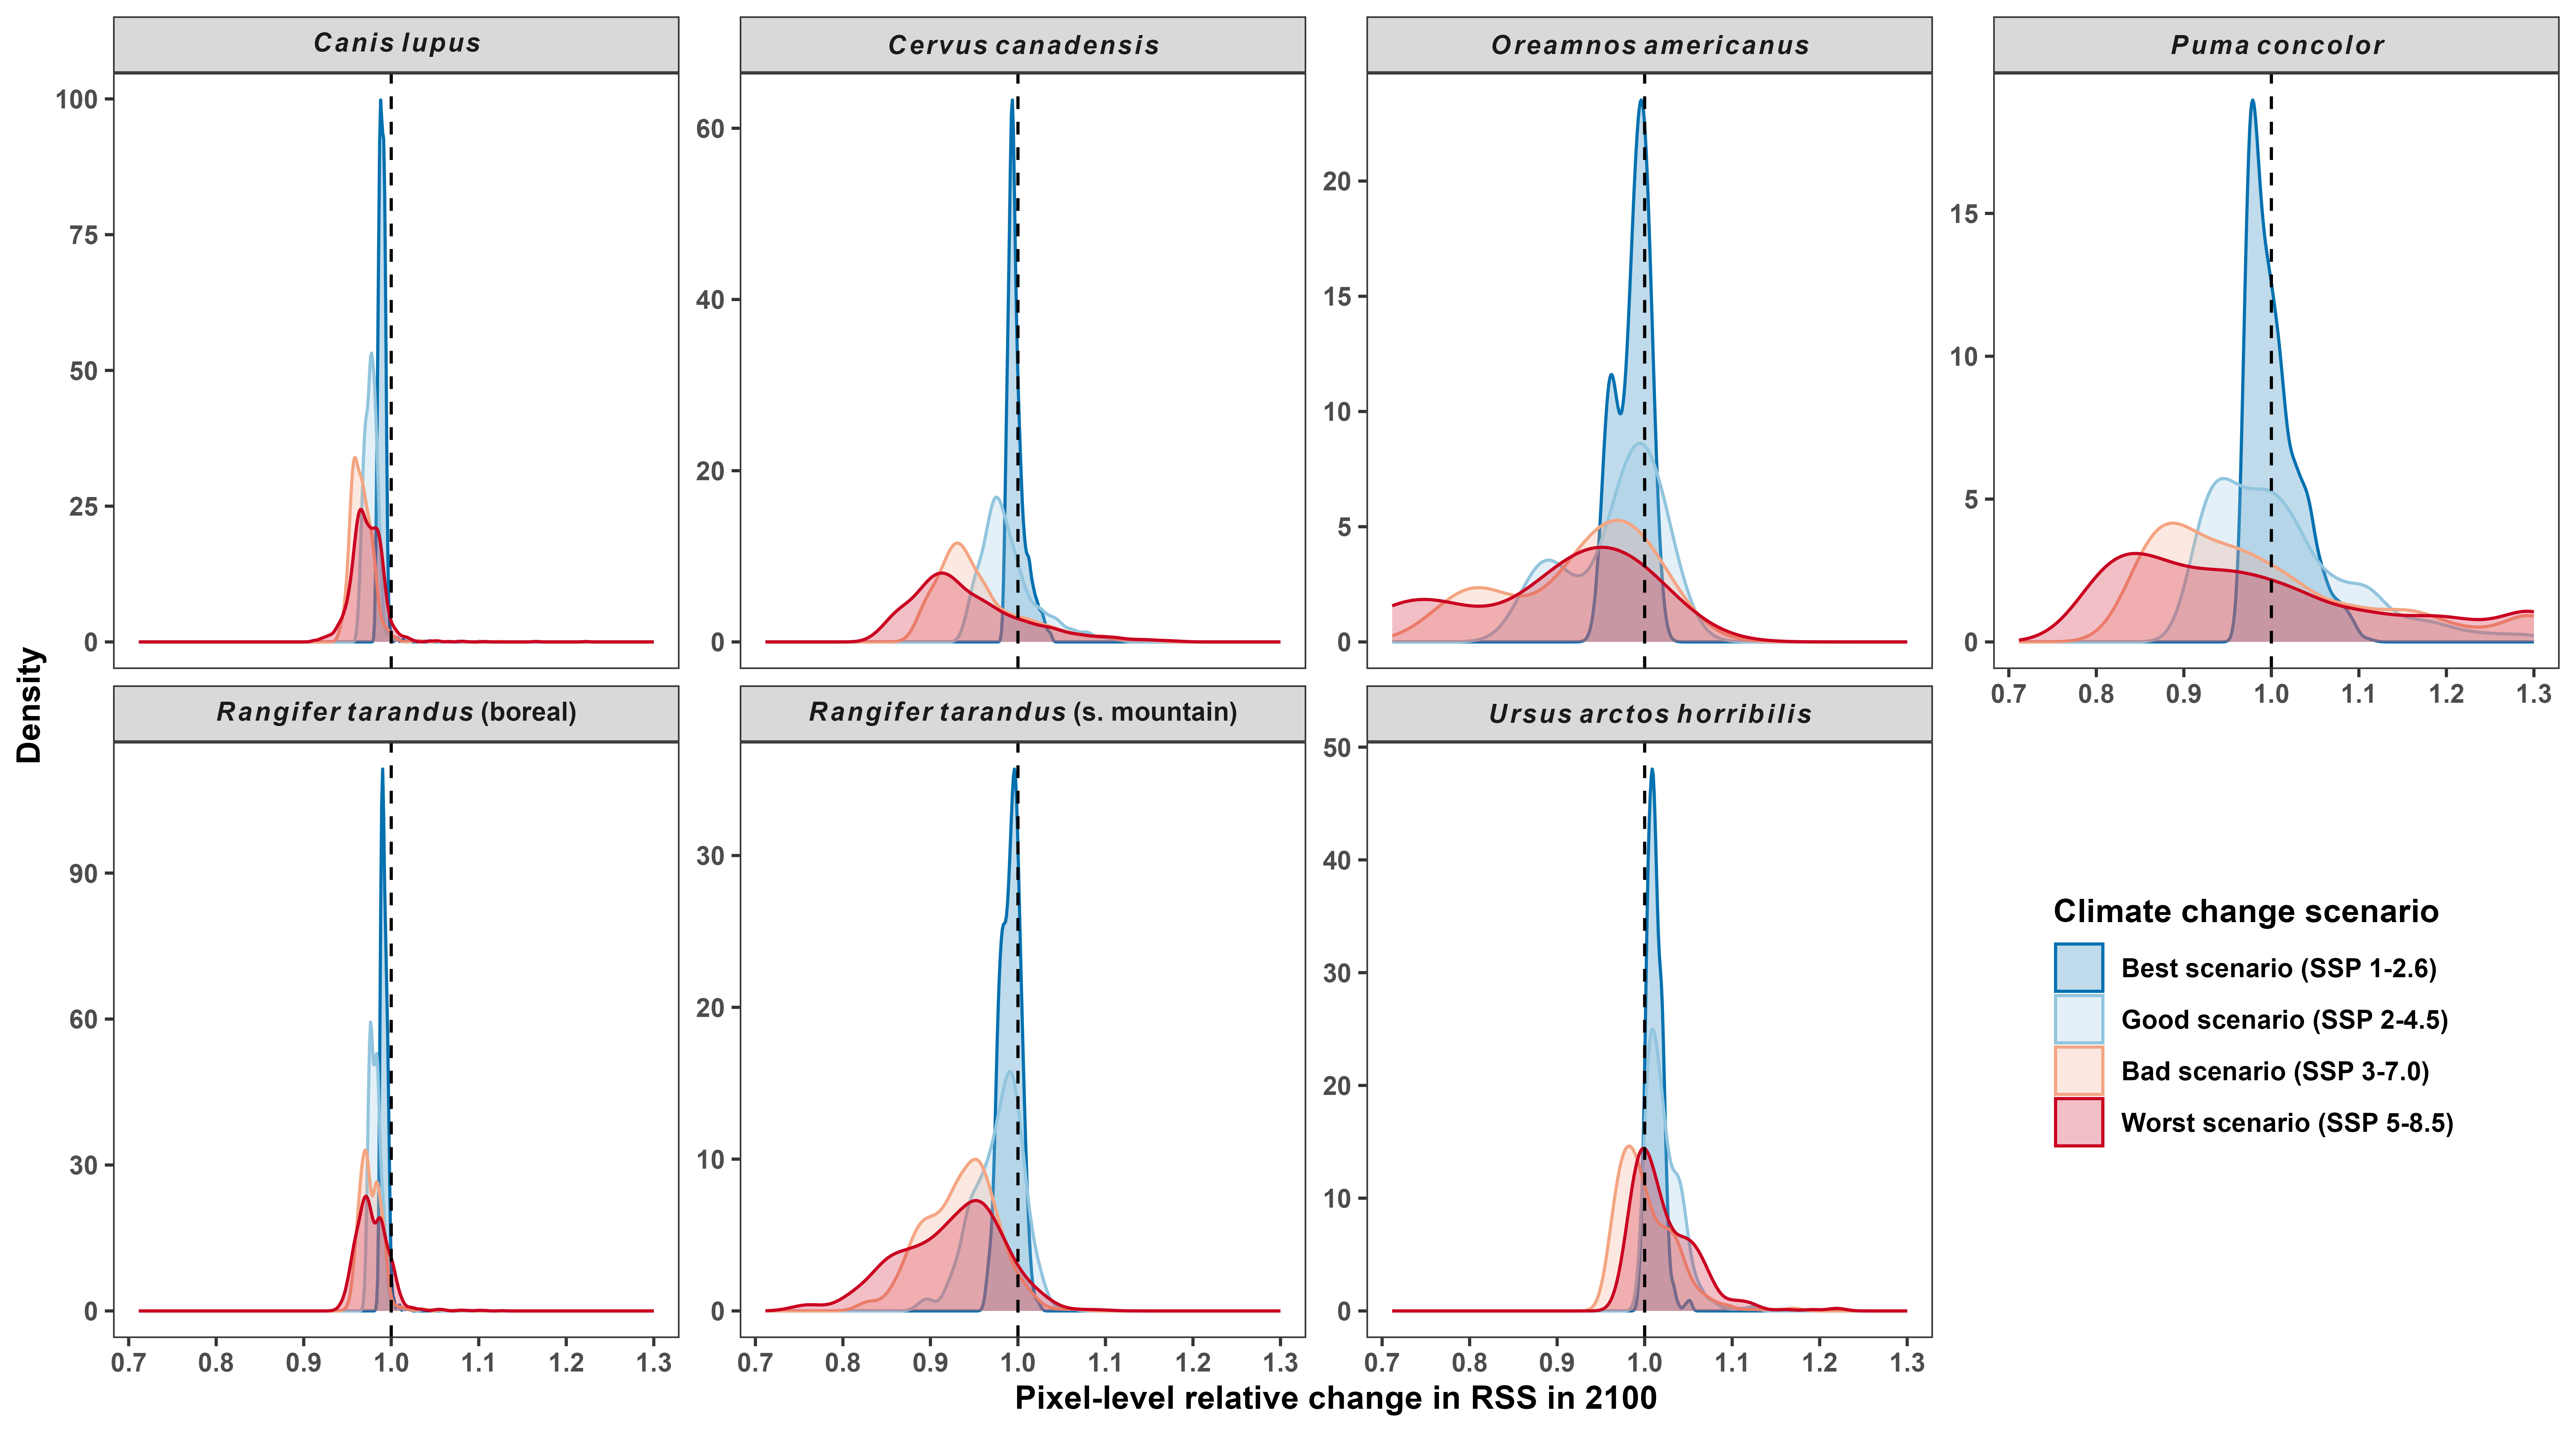 Canis lupus
Cervus canadensis
Oreamnos americanus
Puma concolor
100
75
50
25
0
60
40
20
0
20
15
10
5
0
15
10
5
0
0.7 0.8 0.9 1.0 1.1 1.2 1.3
Density
Rangifer tarandus (boreal)
Rangifer tarandus (s. mountain)
Ursus arctos horribilis
90
60
30
0
30
20
10
0
50
40
30
20
10
0
0.7 0.8 0.9 1.0 1.1 1.2 1.3
0.7 0.8 0.9 1.0 1.1 1.2 1.3
0.7 0.8 0.9 1.0 1.1 1.2 1.3
Pixel-level relative change in RSS in 2100
Climate change scenario
Best scenario (SSP 1-2.6)
Good scenario (SSP 2-4.5)
Bad scenario (SSP 3-7.0)
Worst scenario (SSP 5-8.5)